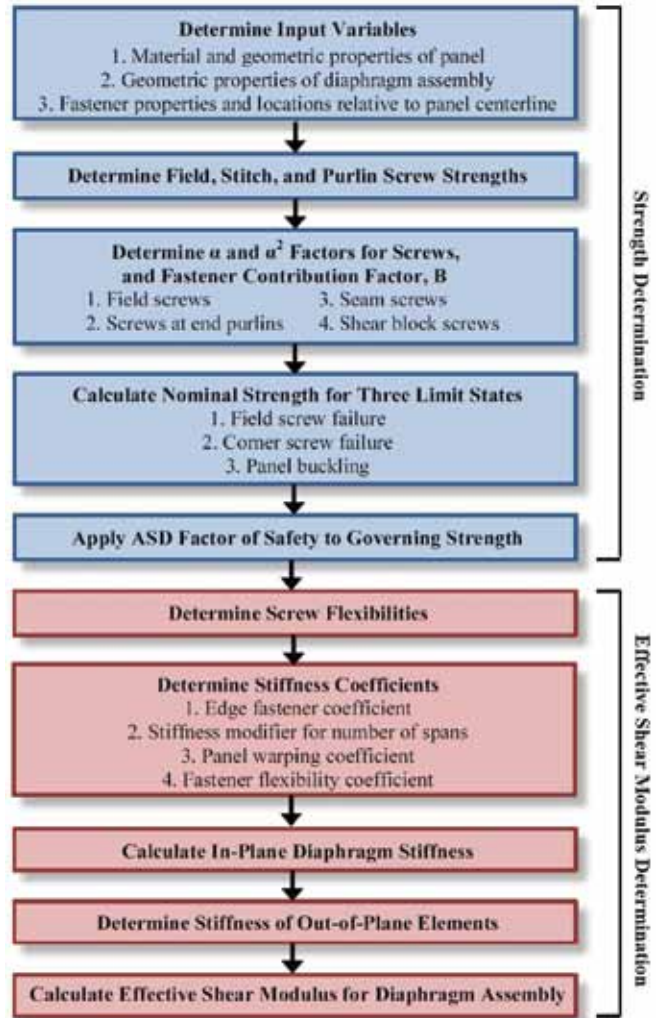 Determine Input Variables
1. Material and geometric properties of panel
2. Geometric properties of diaphragm assembly
3. Fastener properties and locations relative to panel centerline
Determine Field, Stitch, and Purlin Screw Strengths
Determine α and α² Factors for Screws,
and Fastener Contribution Factor, B
1. Field screws 3. Seam screws
2. Screws at end purlins 4. Shear block screws
Calculate Nominal Strength for Three Limit States
1. Field screw failure
2. Corner screw failure
3. Panel buckling
Apply ASD Factor of Safety to Governing Strength
Strength Determination
Determine Screw Flexibilities
Determine Stiffness Coefficients
1. Edge fastener coefficient
2. Stiffness modifier for number of spans
3. Panel warping coefficient
4. Fastener flexibility coefficient
Calculate In-Plane Diaphragm Stiffness
Determine Stiffness of Out-of-Plane Elements
Calculate Effective Shear Modulus for Diaphragm Assembly
Effective Shear Modulus Determination